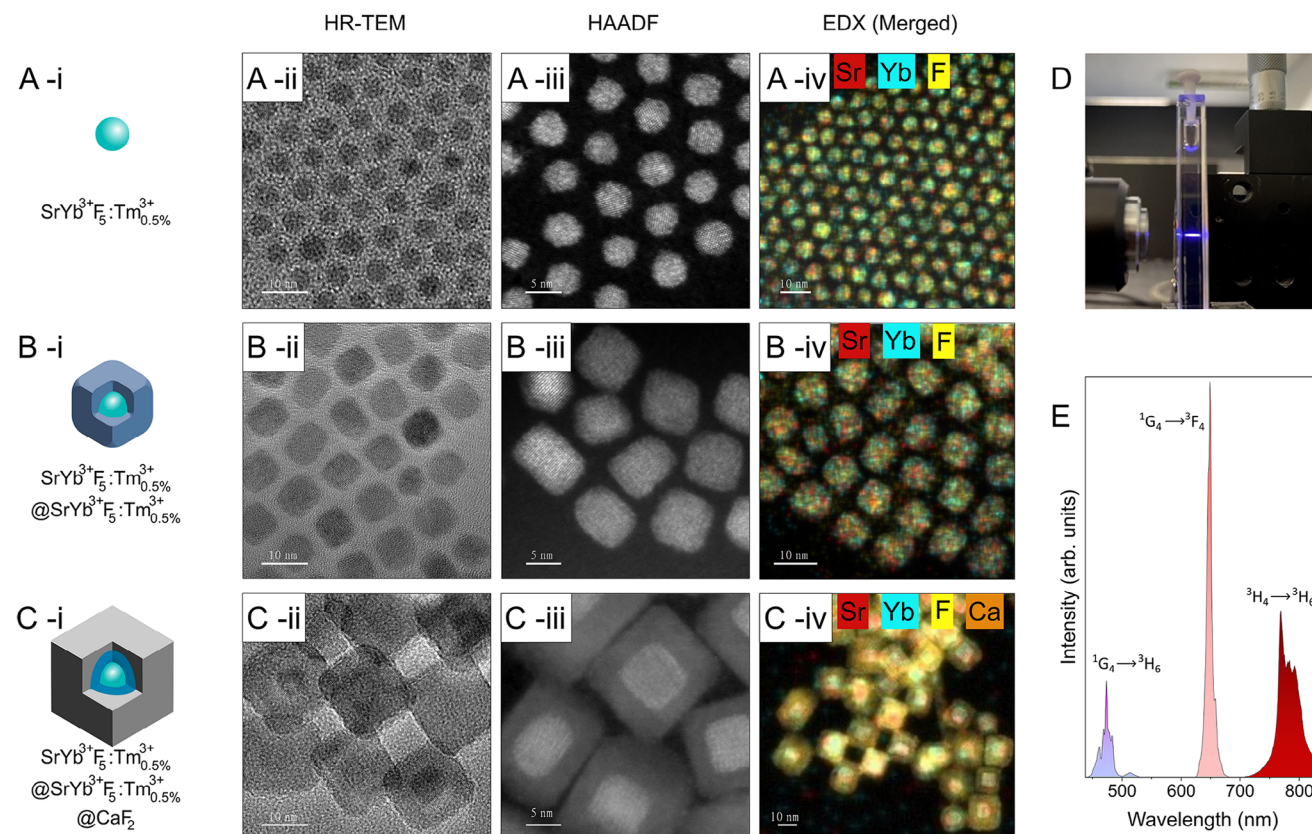 HR-TEM HAADF EDX (Merged)
A -i
SrYb³⁺F₅:Tm³⁺₀.₅%
A -ii
10 nm
A -iii
5 nm
A -iv Sr Yb F
10 nm
D
B -i
SrYb³⁺F₅:Tm³⁺₀.₅%
@SrYb³⁺F₅:Tm³⁺₀.₅%
B -ii
10 nm
B -iii
5 nm
B -iv Sr Yb F
10 nm
C -i
SrYb³⁺F₅:Tm³⁺₀.₅%
@SrYb³⁺F₅:Tm³⁺₀.₅%
@CaF₂
C -ii
10 nm
C -iii
5 nm
C -iv Sr Yb F Ca
10 nm
E
¹G₄→³F₄
³H₄→³H₆
¹G₄→³H₆
Intensity (arb. units)
500 600 700 800
Wavelength (nm)